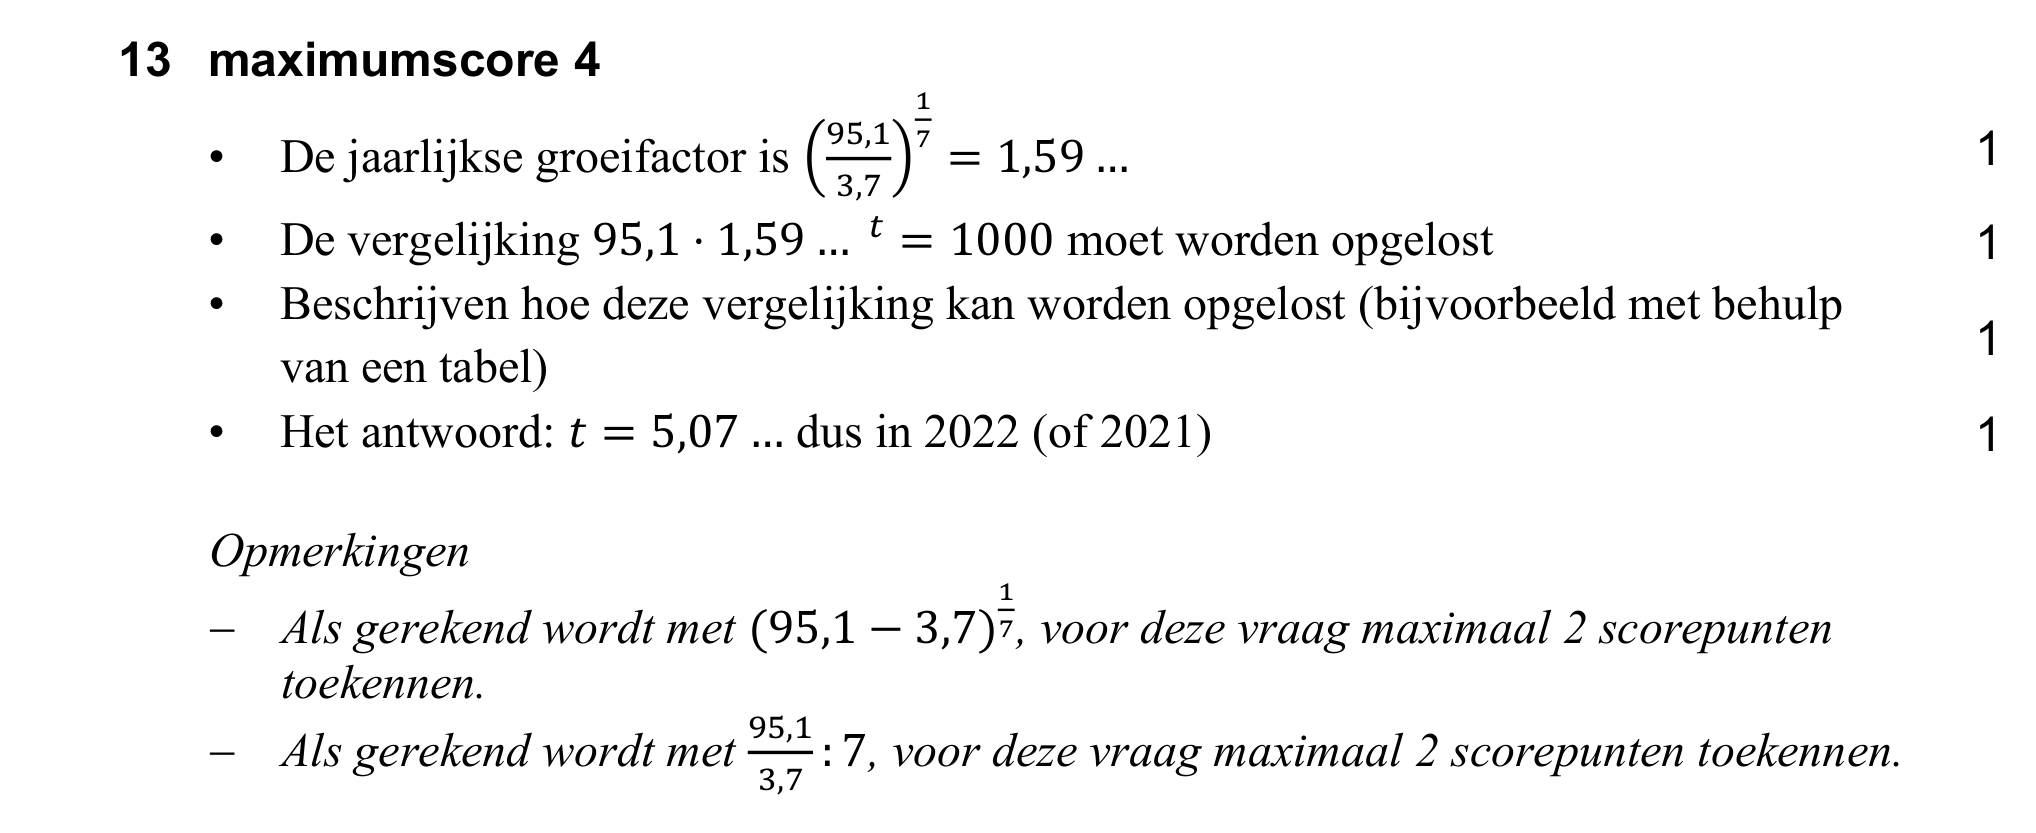 13 maximumscore 4
• De jaarlijkse groeifactor is (95,1/3,7)^(1/7) = 1,59 ... 1
• De vergelijking 95,1 · 1,59 ... ^t = 1000 moet worden opgelost 1
• Beschrijven hoe deze vergelijking kan worden opgelost (bijvoorbeeld met behulp
van een tabel) 1
• Het antwoord: t = 5,07 ... dus in 2022 (of 2021) 1
Opmerkingen
– Als gerekend wordt met (95,1 − 3,7)^(1/7), voor deze vraag maximaal 2 scorepunten
toekennen.
– Als gerekend wordt met 95,1/3,7 : 7, voor deze vraag maximaal 2 scorepunten toekennen.